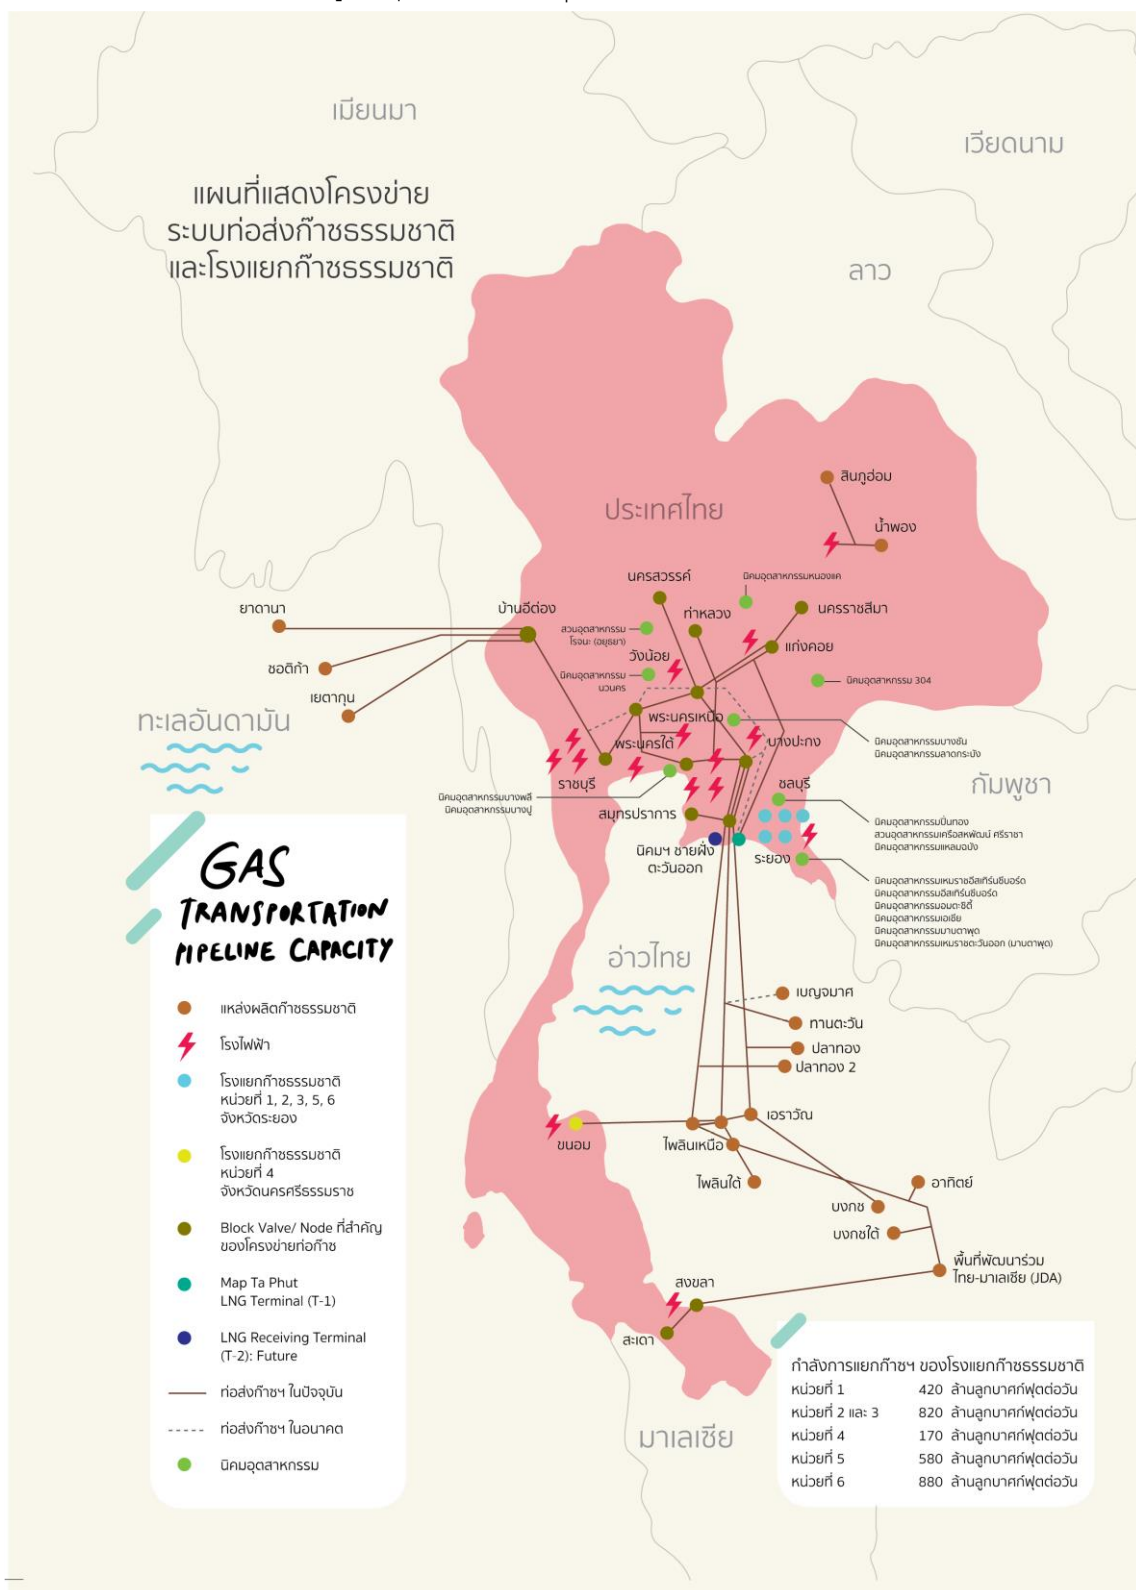 เมียนมา
เวียดนาม
แผนที่แสดงโครงข่าย
ระบบท่อส่งก๊าซธรรมชาติ
และโรงแยกก๊าซธรรมชาติ
ลาว
สินภูฮ่อม
ประเทศไทย
น้ำพอง
นครสวรรค์
นิคมอุตสาหกรรมหนองแค
ยาดานา
บ้านอีต่อง
ท่าหลวง
นครราชสีมา
สวนอุตสาหกรรม
โรจนะ (อยุธยา)
วังน้อย
แก่งคอย
ซอติก้า
นิคมอุตสาหกรรม
นวนคร
นิคมอุตสาหกรรม 304
เยตากุน
ทะเลอันดามัน
พระนครเหนือ
พระนครใต้
บางปะกง
นิคมอุตสาหกรรมบางชัน
นิคมอุตสาหกรรมลาดกระบัง
ราชบุรี
ชลบุรี
กัมพูชา
นิคมอุตสาหกรรมบางพลี
นิคมอุตสาหกรรมบางปู
สมุทรปราการ
นิคมอุตสาหกรรมปิ่นทอง
สวนอุตสาหกรรมเครือสหพัฒน์ ศรีราชา
นิคมอุตสาหกรรมแหลมฉบัง
นิคมฯ ชายฝั่ง
ตะวันออก
ระยอง
นิคมอุตสาหกรรมเหมราชอีสเทิร์นซีบอร์ด
นิคมอุตสาหกรรมอีสเทิร์นซีบอร์ด
นิคมอุตสาหกรรมอมตะซิตี้
นิคมอุตสาหกรรมเอเซีย
นิคมอุตสาหกรรมมาบตาพุด
นิคมอุตสาหกรรมเหมราชตะวันออก (มาบตาพุด)
GAS
TRANSPORTATION
PIPELINE CAPACITY
แหล่งผลิตก๊าซธรรมชาติ
โรงไฟฟ้า
โรงแยกก๊าซธรรมชาติ
หน่วยที่ 1, 2, 3, 5, 6
จังหวัดระยอง
โรงแยกก๊าซธรรมชาติ
หน่วยที่ 4
จังหวัดนครศรีธรรมราช
Block Valve/ Node ที่สำคัญ
ของโครงข่ายท่อก๊าซ
Map Ta Phut
LNG Terminal (T-1)
LNG Receiving Terminal
(T-2): Future
ท่อส่งก๊าซฯ ในปัจจุบัน
ท่อส่งก๊าซฯ ในอนาคต
นิคมอุตสาหกรรม
อ่าวไทย
เบญจมาศ
ทานตะวัน
ปลาทอง
ปลาทอง 2
เอราวัณ
ขนอม
ไพลินเหนือ
ไพลินใต้
อาทิตย์
บงกช
บงกชใต้
พื้นที่พัฒนาร่วม
ไทย-มาเลเซีย (JDA)
สงขลา
สะเดา
มาเลเซีย
กำลังการแยกก๊าซฯ ของโรงแยกก๊าซธรรมชาติ
หน่วยที่ 1 420 ล้านลูกบาศก์ฟุตต่อวัน
หน่วยที่ 2 และ 3 820 ล้านลูกบาศก์ฟุตต่อวัน
หน่วยที่ 4 170 ล้านลูกบาศก์ฟุตต่อวัน
หน่วยที่ 5 580 ล้านลูกบาศก์ฟุตต่อวัน
หน่วยที่ 6 880 ล้านลูกบาศก์ฟุตต่อวัน